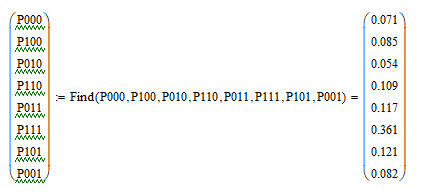 P000
P100
P010
P110
P011
P111
P101
P001
:= Find(P000,P100,P010,P110,P011,P111,P101,P001) =
0.071
0.085
0.054
0.109
0.117
0.361
0.121
0.082